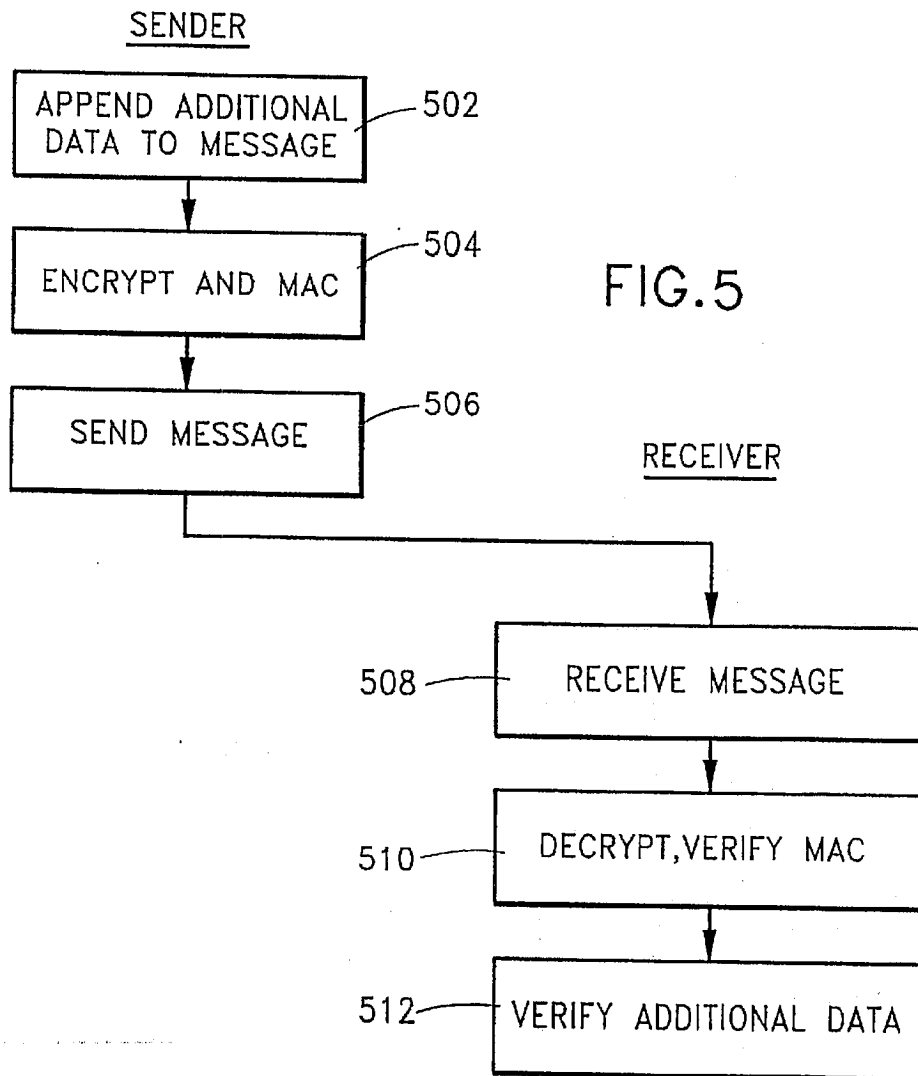 SENDER
APPEND ADDITIONAL
DATA TO MESSAGE
502
ENCRYPT AND MAC
504
FIG.5
SEND MESSAGE
506
RECEIVER
508
RECEIVE MESSAGE
510
DECRYPT,VERIFY MAC
512
VERIFY ADDITIONAL DATA